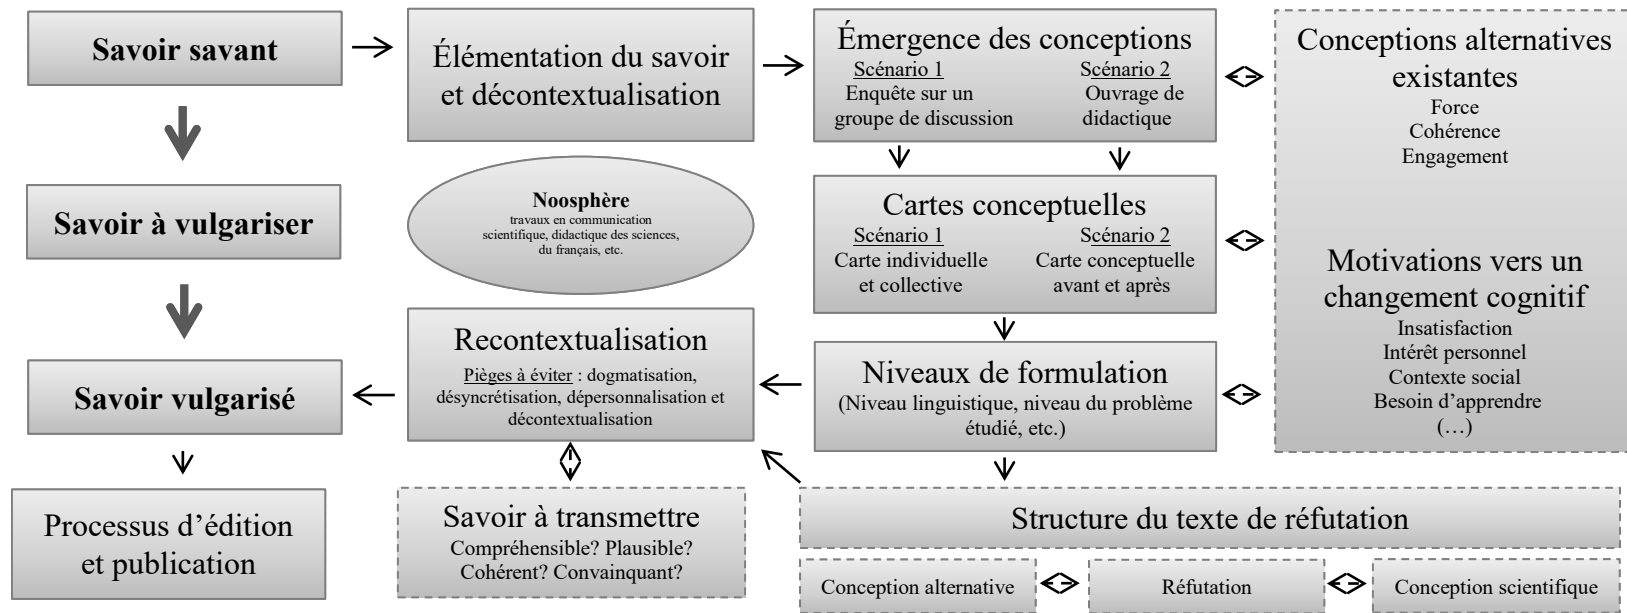 Savoir savant
Élémentation du savoir
et décontextualisation
Émergence des conceptions
Scénario 1
Enquête sur un
groupe de discussion
Scénario 2
Ouvrage de
didactique
Conceptions alternatives
existantes
Force
Cohérence
Engagement
Savoir à vulgariser
Noosphère
travaux en communication
scientifique, didactique des sciences,
du français, etc.
Cartes conceptuelles
Scénario 1
Carte individuelle
et collective
Scénario 2
Carte conceptuelle
avant et après
Motivations vers un
changement cognitif
Insatisfaction
Intérêt personnel
Contexte social
Besoin d’apprendre
(…)
Savoir vulgarisé
Recontextualisation
Pièges à éviter : dogmatisation,
désyncrétisation, dépersonnalisation et
décontextualisation
Niveaux de formulation
(Niveau linguistique, niveau du problème
étudié, etc.)
Processus d’édition
et publication
Savoir à transmettre
Compréhensible? Plausible?
Cohérent? Convainquant?
Structure du texte de réfutation
Conception alternative
Réfutation
Conception scientifique